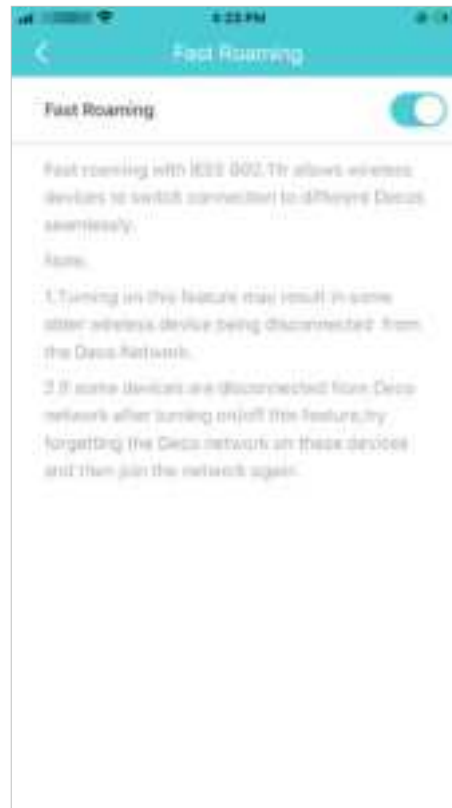 4:23 PM
Fast Roaming
Fast Roaming
Fast roaming with IEEE 802.11r allows wireless
devices to switch connection to different Decos
seamlessly.
Note:
1.Turning on this feature may result in some
older wireless device being disconnected from
the Deco Network.
2.If some devices are disconnected from Deco
network after turning on/off this feature,try
forgetting the Deco network on these devices
and then join the network again.